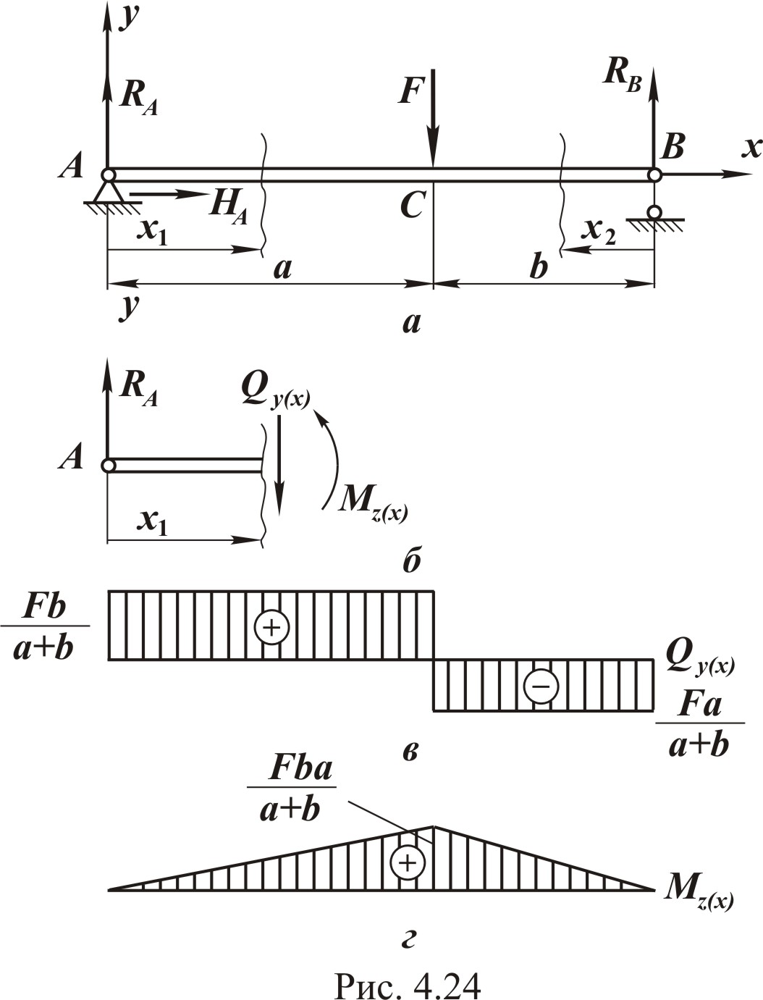 y
R_A
F
R_B
A
B
x
H_A
C
x_1
x_2
a
b
y
а
R_A
Q_y(x)
A
M_z(x)
x_1
б
Fb
a+b
+
−
Q_y(x)
Fa
a+b
в
Fba
a+b
+
M_z(x)
г
Рис. 4.24